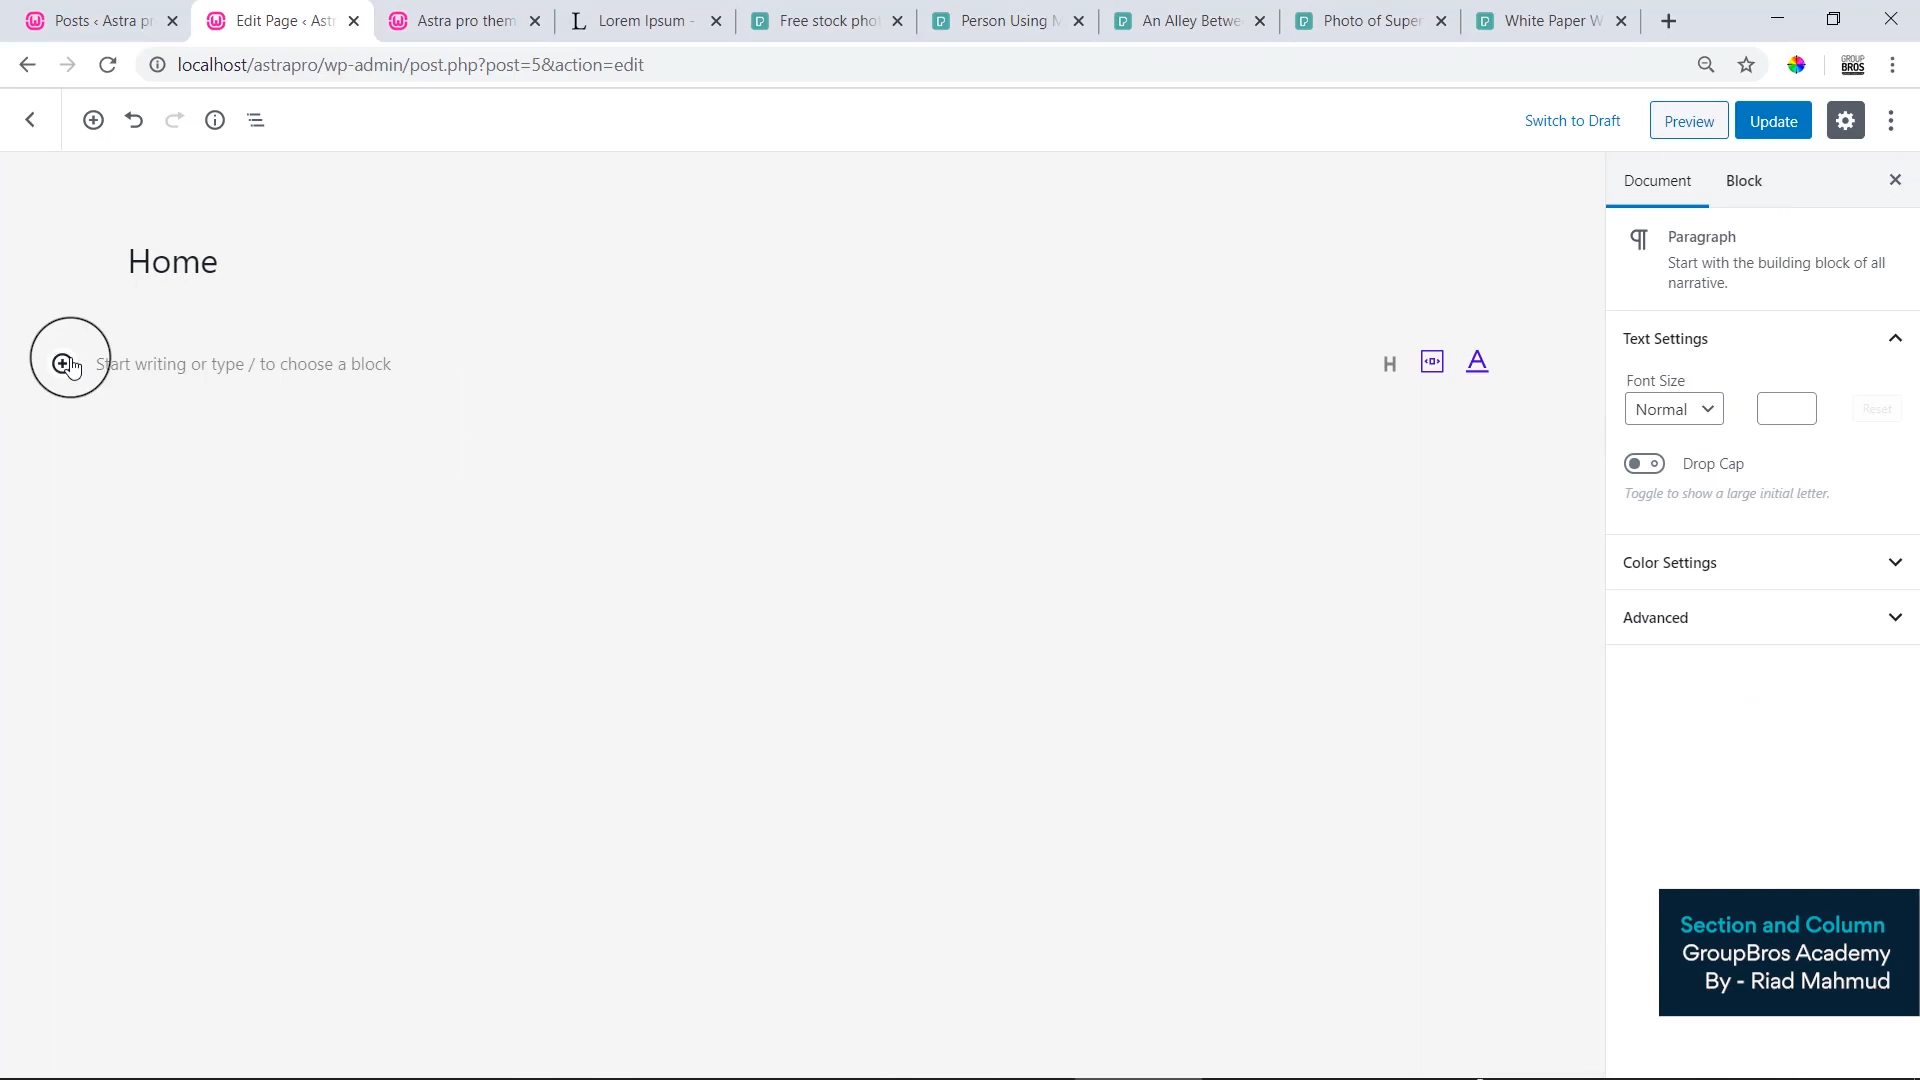 Posts ‹ Astra pr
Edit Page ‹ Astr
Astra pro them
Lorem Ipsum -
Free stock phot
Person Using M
An Alley Betwe
Photo of Super
White Paper W
localhost/astrapro/wp-admin/post.php?post=5&action=edit
GROUP
BROS
Switch to Draft
Preview
Update
Document
Block
Home
Paragraph
Start with the building block of all
narrative.
Text Settings
Start writing or type / to choose a block
Font Size
Normal
Reset
Drop Cap
Toggle to show a large initial letter.
Color Settings
Advanced
Section and Column
GroupBros Academy
By - Riad Mahmud